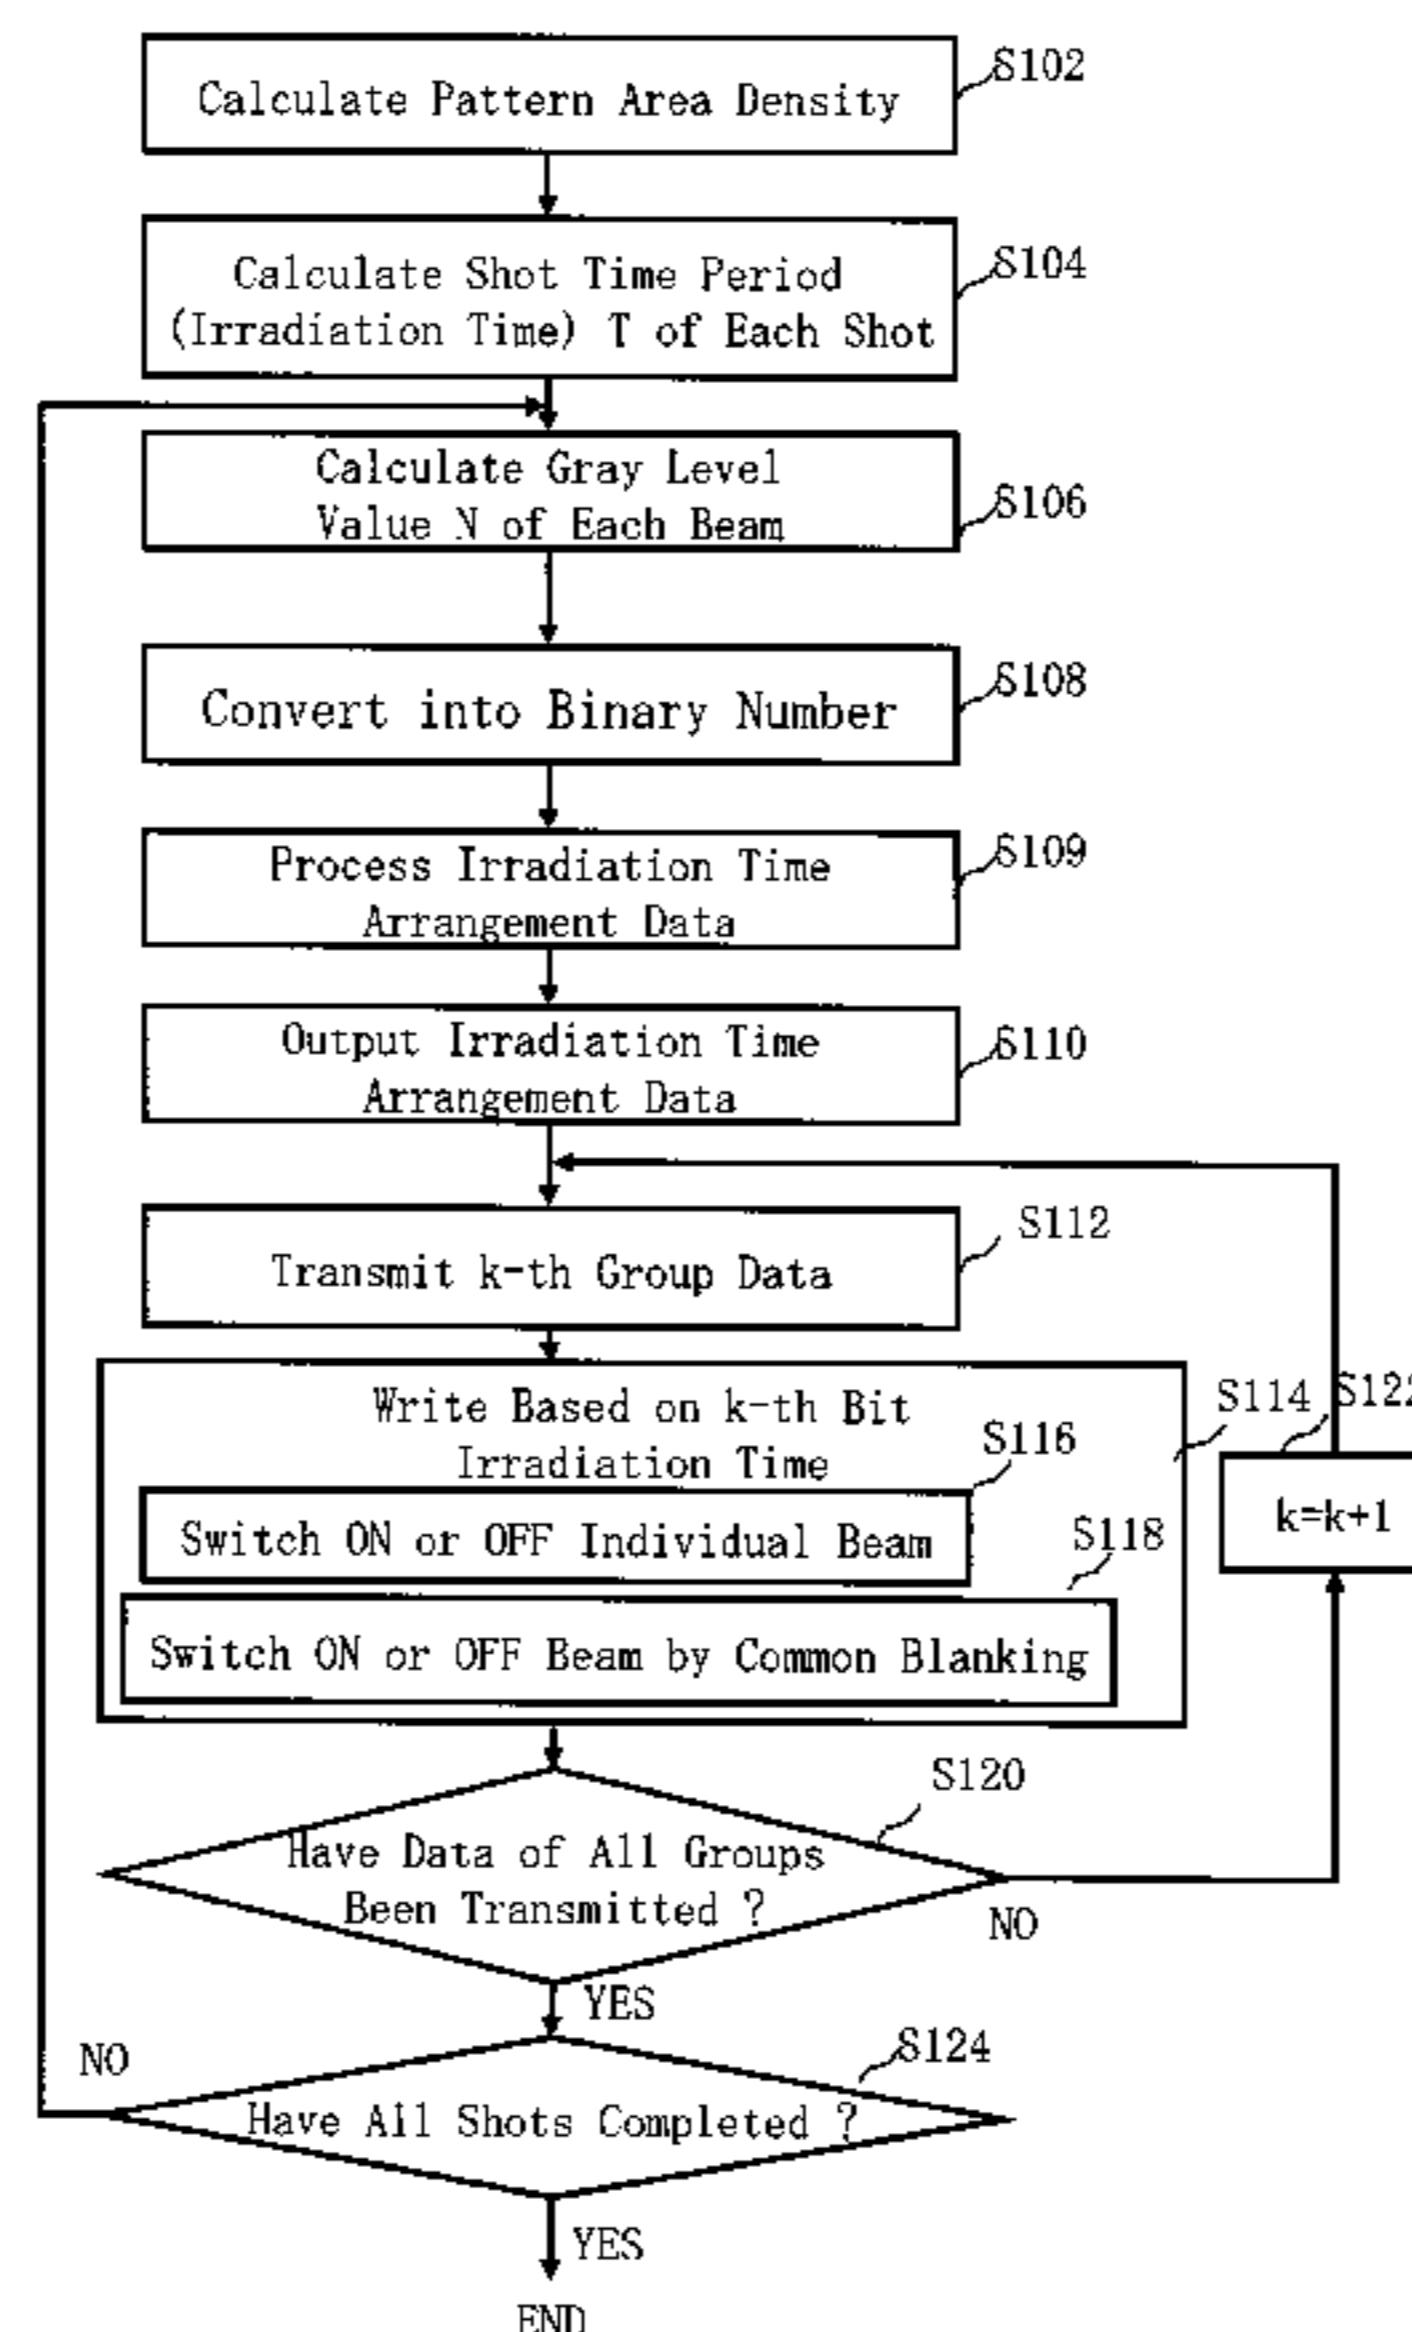 Calculate Pattern Area Density
S102
Calculate Shot Time Period
(Irradiation Time) T of Each Shot
S104
Calculate Gray Level
Value N of Each Beam
S106
Convert into Binary Number
S108
Process Irradiation Time
Arrangement Data
S109
Output Irradiation Time
Arrangement Data
S110
Transmit k-th Group Data
S112
Write Based on k-th Bit
Irradiation Time
S114
S116
Switch ON or OFF Individual Beam
S118
Switch ON or OFF Beam by Common Blanking
S122
k=k+1
S120
Have Data of All Groups
Been Transmitted ?
NO
YES
S124
NO
Have All Shots Completed ?
YES
END